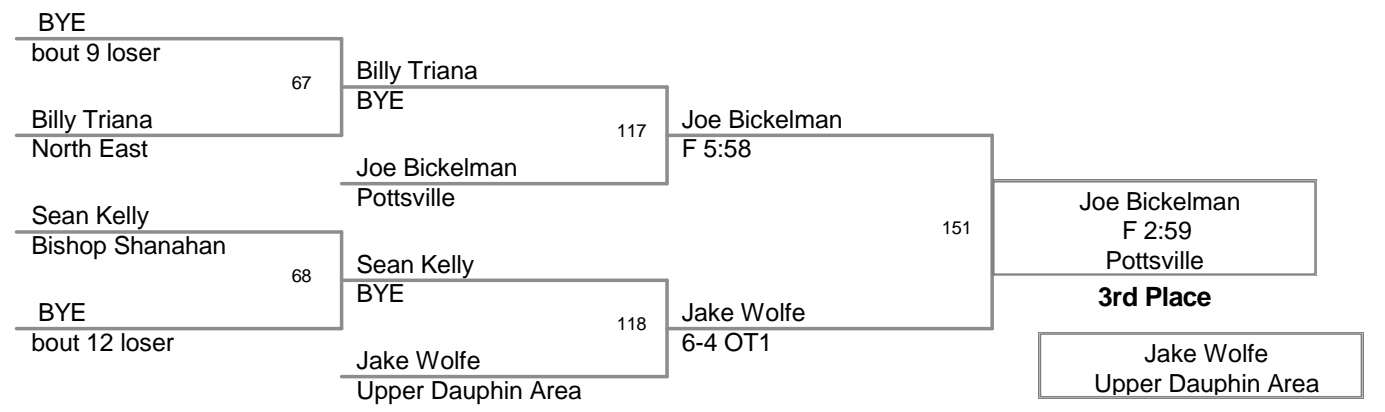 BYE
bout 9 loser
67
Billy Triana
North East
Billy Triana
BYE
117
Joe Bickelman
Pottsville
Joe Bickelman
F 5:58
Sean Kelly
Bishop Shanahan
68
BYE
bout 12 loser
Sean Kelly
BYE
118
Jake Wolfe
Upper Dauphin Area
Jake Wolfe
6-4 OT1
151
Joe Bickelman
F 2:59
Pottsville
3rd Place
Jake Wolfe
Upper Dauphin Area